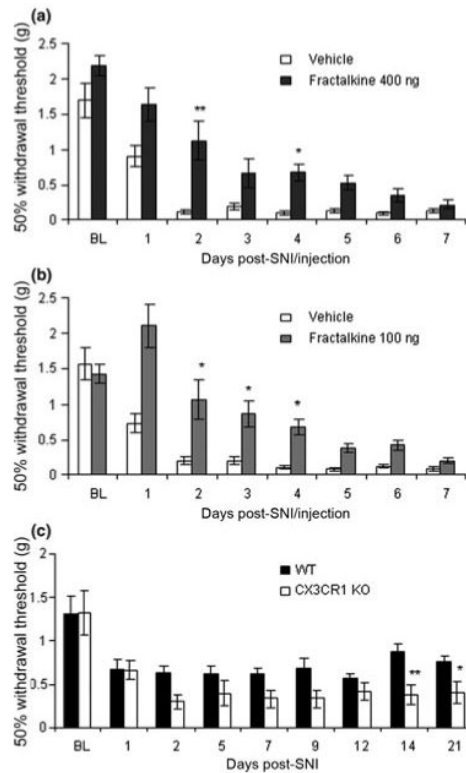 (a)
50% withdrawal threshold (g)
2.5
2
1.5
1
0.5
0
Vehicle
Fractalkine 400 ng
**
*
BL 1 2 3 4 5 6 7
Days post-SNI/injection
(b)
50% withdrawal threshold (g)
2.5
2
1.5
1
0.5
0
Vehicle
Fractalkine 100 ng
*
*
*
BL 1 2 3 4 5 6 7
Days post-SNI/injection
(c)
50% withdrawal threshold (g)
2
1.5
1
0.5
0
WT
CX3CR1 KO
**
*
BL 1 2 5 7 9 12 14 21
Days post-SNI